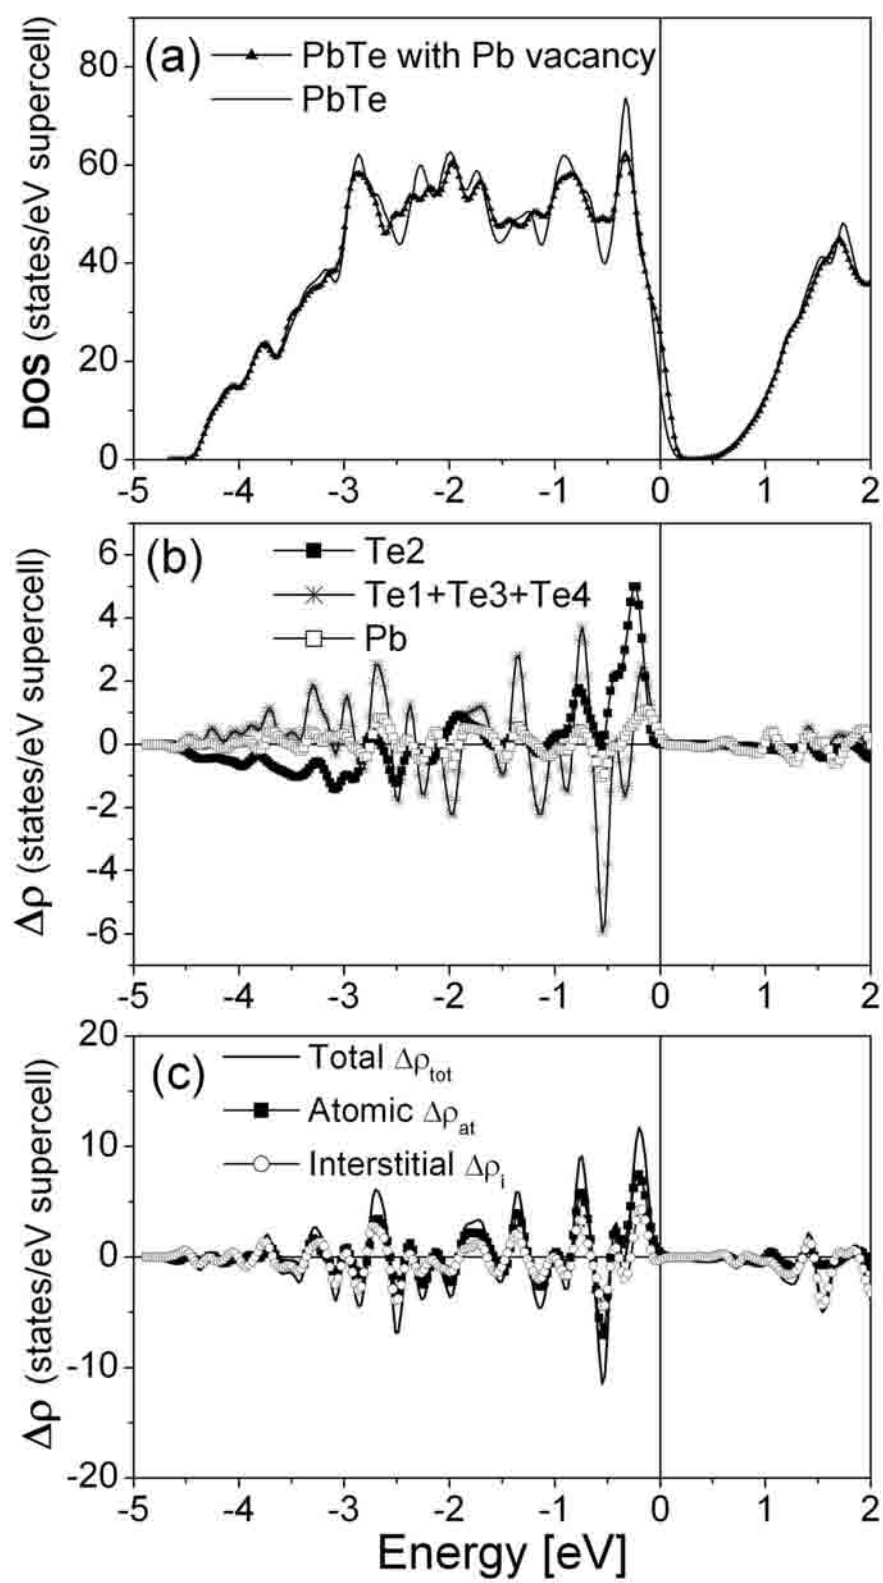 (a) PbTe with Pb vacancy
PbTe
DOS (states/eV supercell)
80
60
40
20
0
-5 -4 -3 -2 -1 0 1 2
(b) Te2
Te1+Te3+Te4
Pb
Δρ (states/eV supercell)
6
4
2
0
-2
-4
-6
-5 -4 -3 -2 -1 0 1 2
(c) Total Δρtot
Atomic Δρat
Interstitial Δρi
Δρ (states/eV supercell)
20
10
0
-10
-20
-5 -4 -3 -2 -1 0 1 2
Energy [eV]